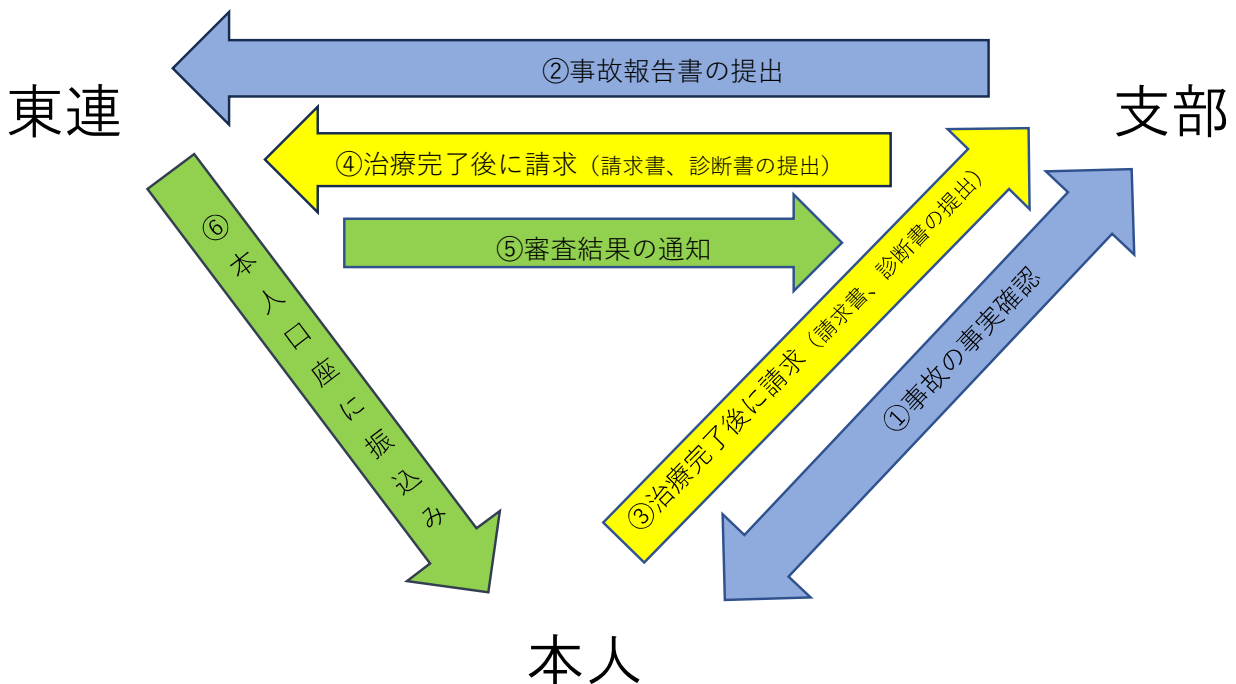 ②事故報告書の提出
東連
支部
④治療完了後に請求（請求書、診断書の提出）
⑤審査結果の通知
⑥本人口座に振込み
③治療完了後に請求（請求書、診断書の提出）
①事故の事実確認
本人